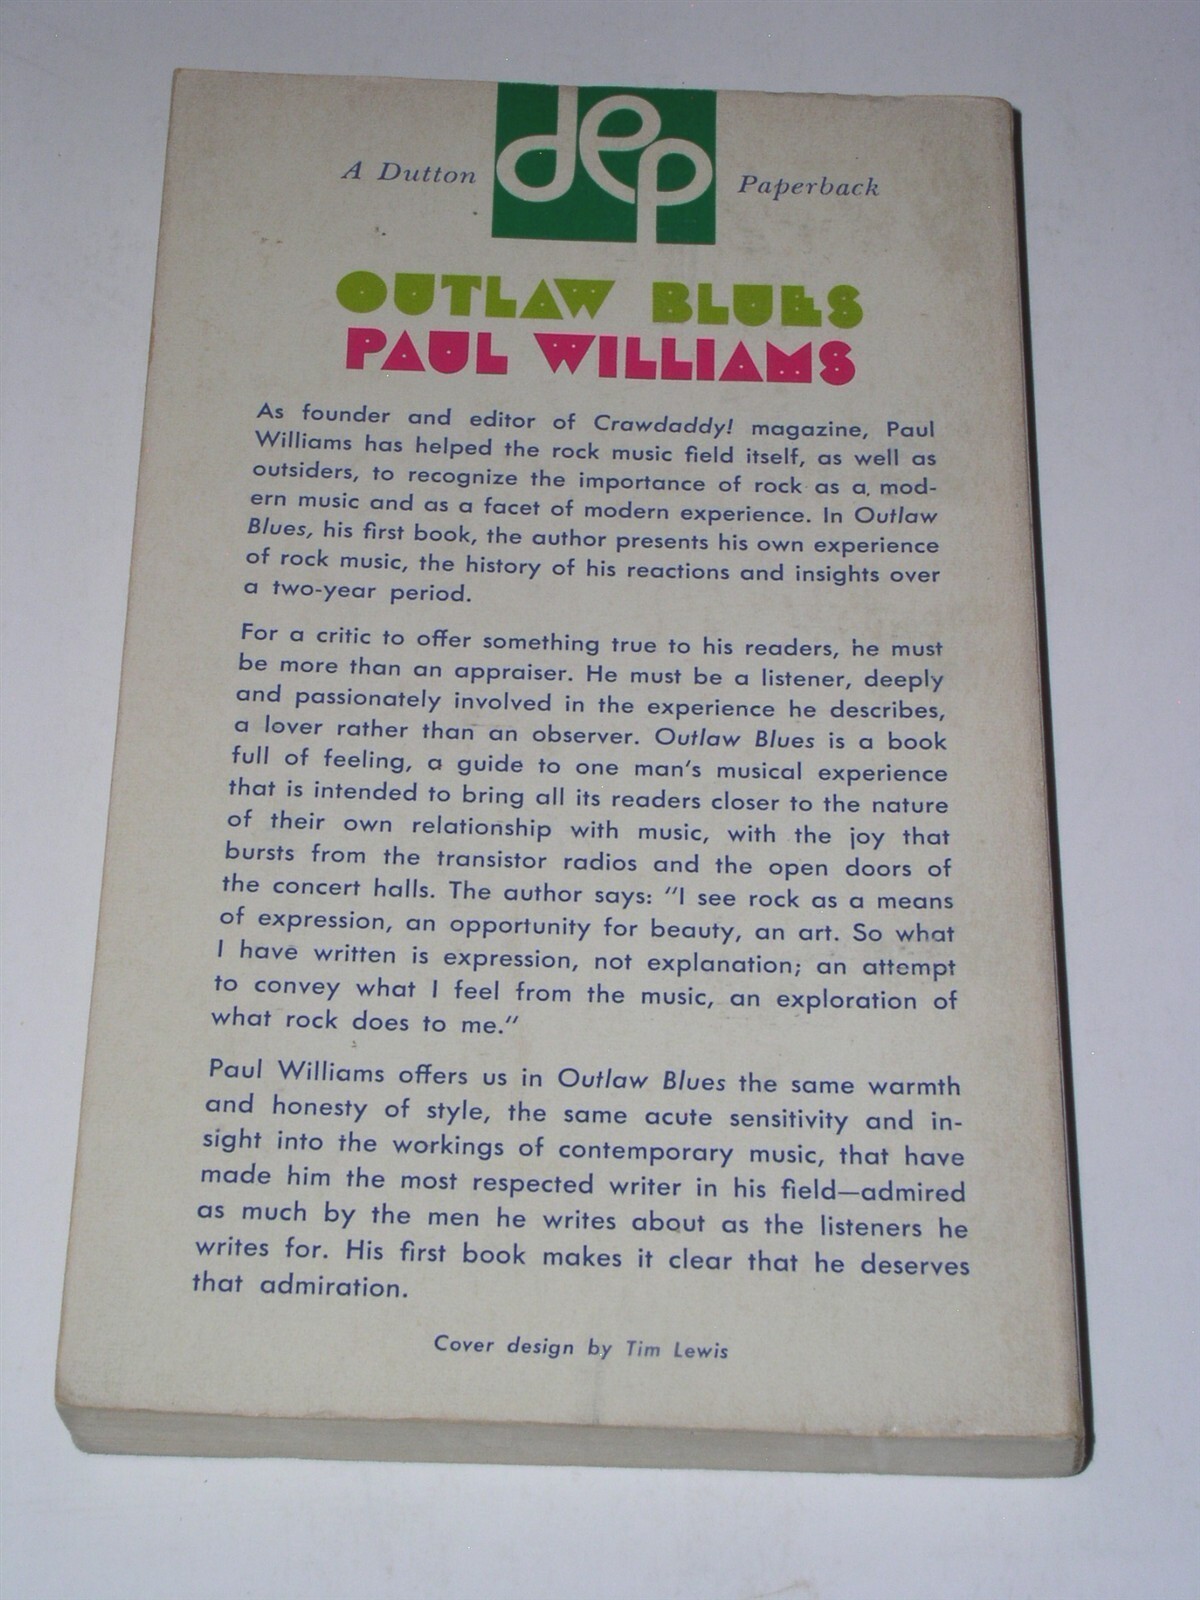 A Dutton dep Paperback
OUTLAW BLUES
PAUL WILLIAMS
As founder and editor of Crawdaddy! magazine, Paul
Williams has helped the rock music field itself, as well as
outsiders, to recognize the importance of rock as a mod-
ern music and as a facet of modern experience. In Outlaw
Blues, his first book, the author presents his own experience
of rock music, the history of his reactions and insights over
a two-year period.
For a critic to offer something true to his readers, he must
be more than an appraiser. He must be a listener, deeply
and passionately involved in the experience he describes,
a lover rather than an observer. Outlaw Blues is a book
full of feeling, a guide to one man's musical experience
that is intended to bring all its readers closer to the nature
of their own relationship with music, with the joy that
bursts from the transistor radios and the open doors of
the concert halls. The author says: "I see rock as a means
of expression, an opportunity for beauty, an art. So what
I have written is expression, not explanation; an attempt
to convey what I feel from the music, an exploration of
what rock does to me."
Paul Williams offers us in Outlaw Blues the same warmth
and honesty of style, the same acute sensitivity and in-
sight into the workings of contemporary music, that have
made him the most respected writer in his field—admired
as much by the men he writes about as the listeners he
writes for. His first book makes it clear that he deserves
that admiration.
Cover design by Tim Lewis